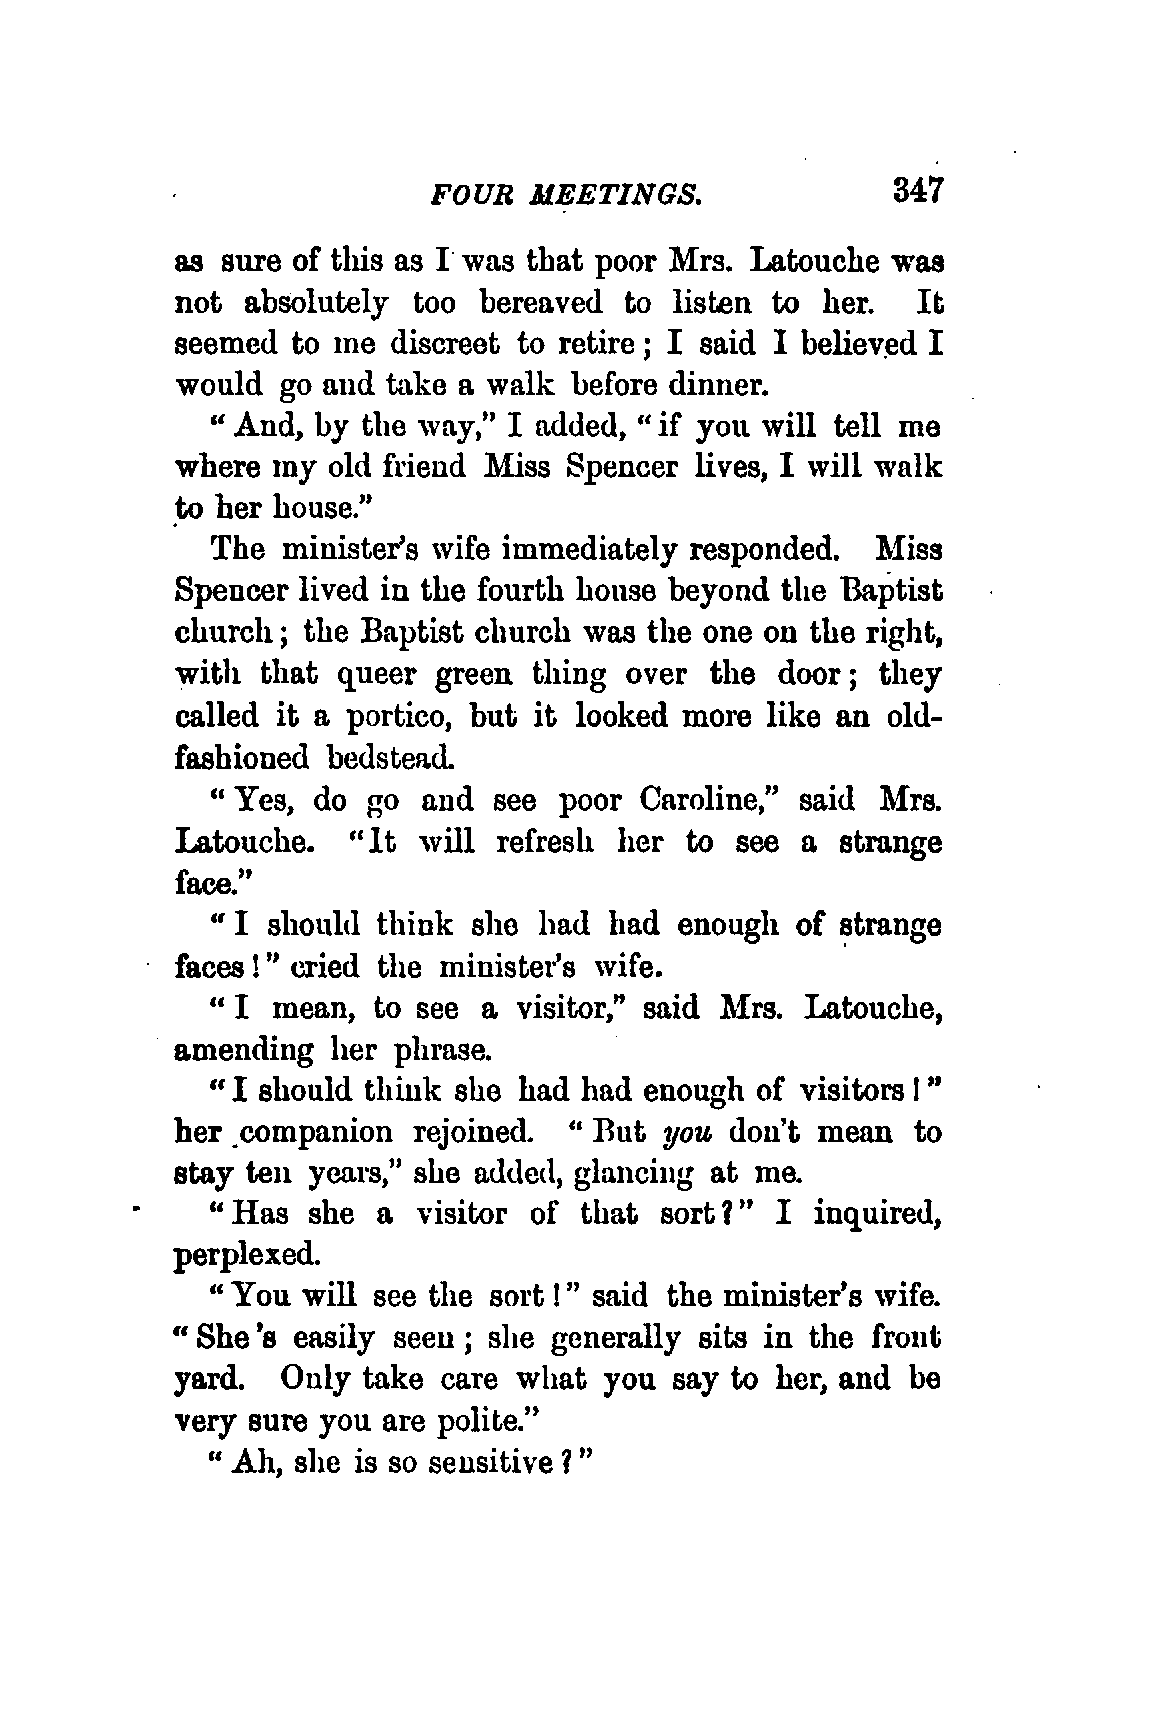 FOUR MEETINGS. 347
as sure of this as I was that poor Mrs. Latouche was
not absolutely too bereaved to listen to her. It
seemed to me discreet to retire; I said I believed I
would go and take a walk before dinner.
"And, by the way," I added, "if you will tell me
where my old friend Miss Spencer lives, I will walk
to her house."
The minister's wife immediately responded. Miss
Spencer lived in the fourth house beyond the Baptist
church; the Baptist church was the one on the right,
with that queer green thing over the door; they
called it a portico, but it looked more like an old-
fashioned bedstead.
"Yes, do go and see poor Caroline," said Mrs.
Latouche. "It will refresh her to see a strange
face."
"I should think she had had enough of strange
faces!" cried the minister's wife.
"I mean, to see a visitor," said Mrs. Latouche,
amending her phrase.
"I should think she had had enough of visitors!"
her companion rejoined. "But you don't mean to
stay ten years," she added, glancing at me.
"Has she a visitor of that sort?" I inquired,
perplexed.
"You will see the sort!" said the minister's wife.
"She's easily seen; she generally sits in the front
yard. Only take care what you say to her, and be
very sure you are polite."
"Ah, she is so sensitive?"